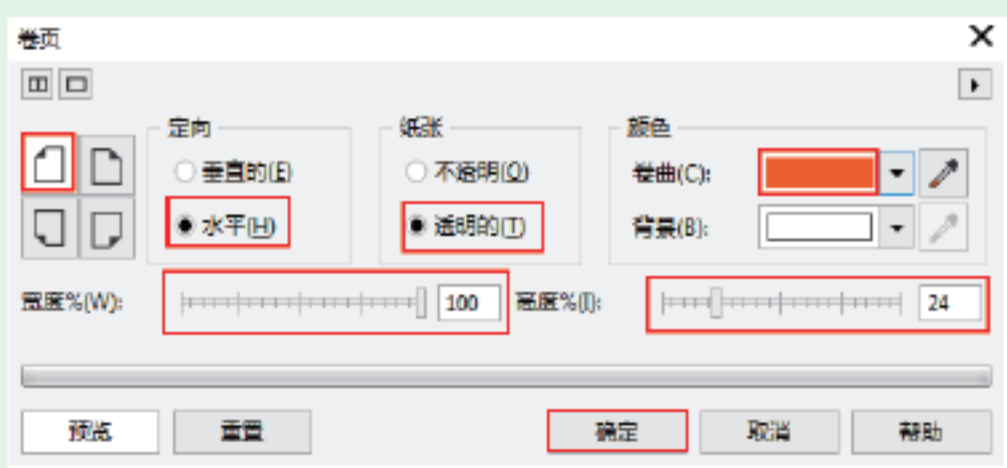 卷页
定向 纸张 颜色
垂直的(E) 不透明(O) 卷曲(C):
水平(H) 透明的(T) 背景(B):
宽度%(W): 100 高度%(I): 24
预览 重置 确定 取消 帮助